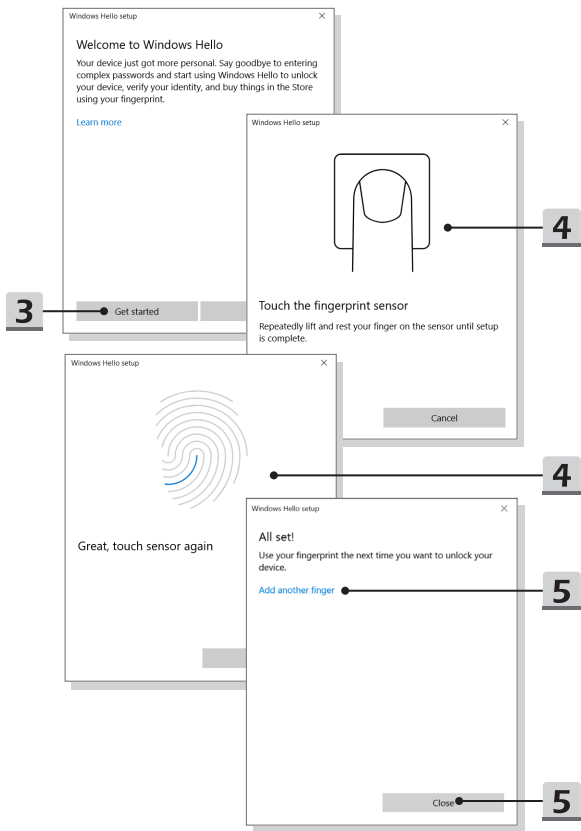 Windows Hello setup
Welcome to Windows Hello
Your device just got more personal. Say goodbye to entering
complex passwords and start using Windows Hello to unlock
your device, verify your identity, and buy things in the Store
using your fingerprint.
Learn more
3
Get started
Windows Hello setup
4
Touch the fingerprint sensor
Repeatedly lift and rest your finger on the sensor until setup
is complete.
Cancel
Windows Hello setup
4
Great, touch sensor again
Windows Hello setup
All set!
Use your fingerprint the next time you want to unlock your
device.
Add another finger
5
Close
5